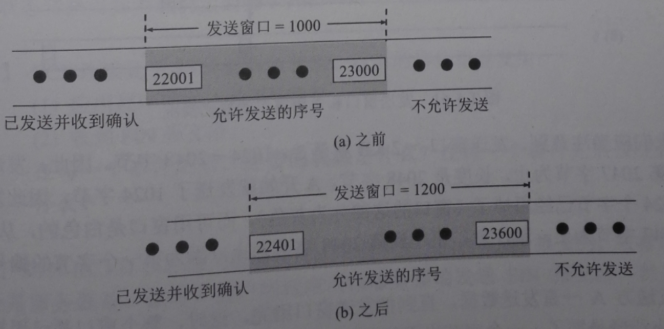 发送窗口 = 1000
22001 23000
已发送并收到确认 允许发送的序号 不允许发送
(a) 之前
发送窗口 = 1200
22401 23600
已发送并收到确认 允许发送的序号 不允许发送
(b) 之后